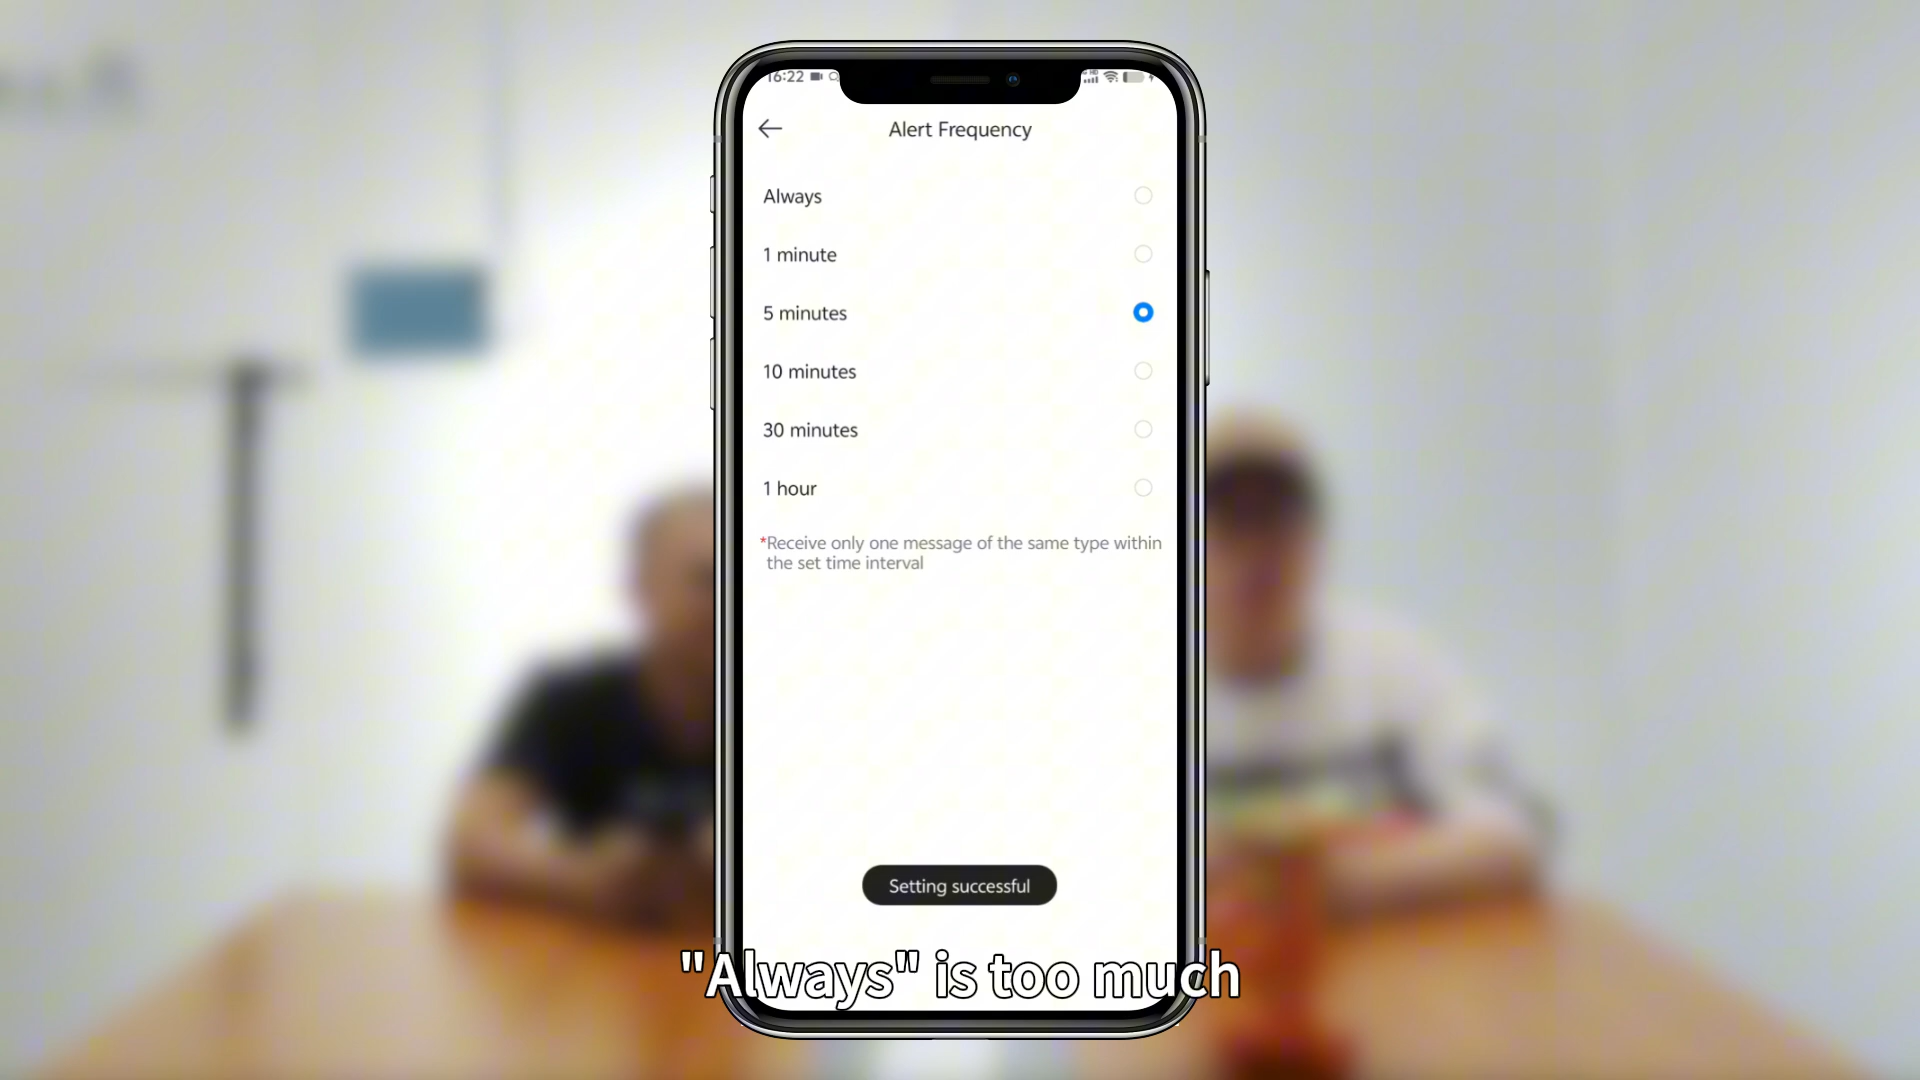 16:22
Alert Frequency
Always
1 minute
5 minutes
10 minutes
30 minutes
1 hour
*Receive only one message of the same type within
the set time interval
Setting successful
"Always" is too much